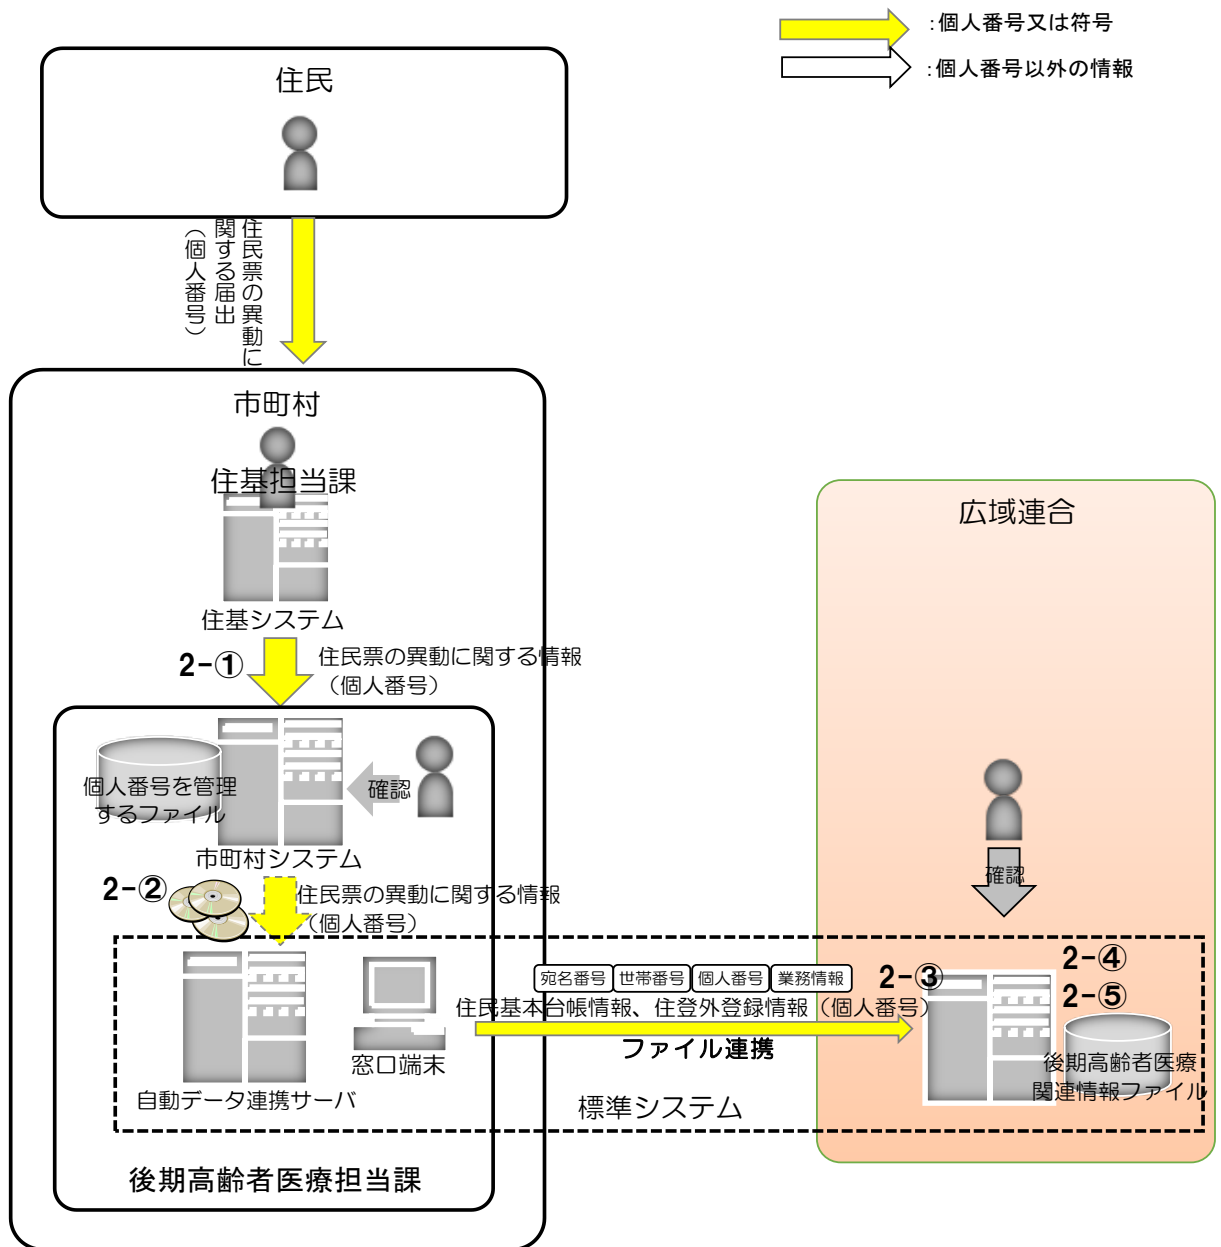 :個人番号又は符号
:個人番号以外の情報
住民
住民票の異動に
関する届出
（個人番号）
市町村
住基担当課
住基システム
2-①
住民票の異動に関する情報
（個人番号）
個人番号を管理
するファイル
確認
市町村システム
2-②
住民票の異動に関する情報
（個人番号）
自動データ連携サーバ
窓口端末
後期高齢者医療担当課
宛名番号
世帯番号
個人番号
業務情報
住民基本台帳情報、住登外登録情報（個人番号）
ファイル連携
標準システム
広域連合
確認
2-③
2-④
2-⑤
後期高齢者医療
関連情報ファイル